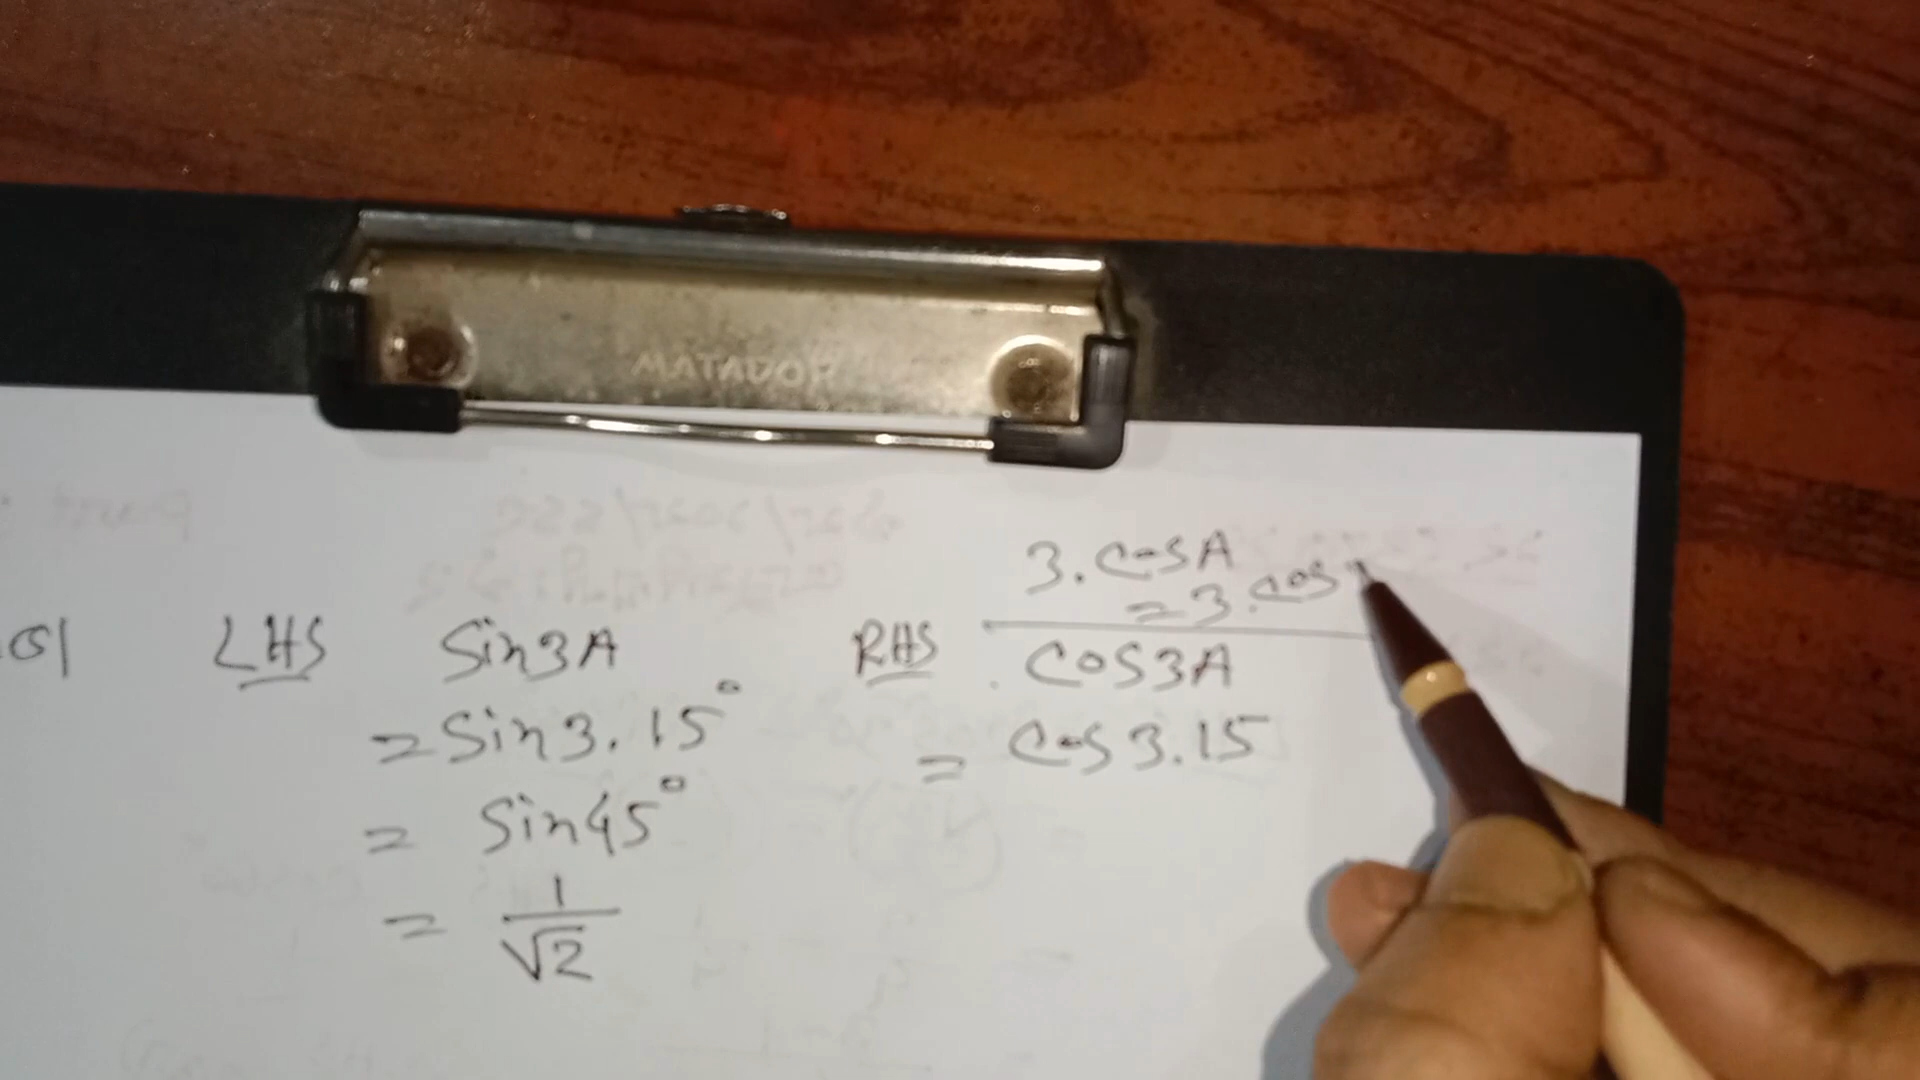 MATADOR
3. cosA
= 3. cos
LHS Sin3A RHS cos3A
= Sin3.15° = cos3.15
= Sin45°
= 1/√2